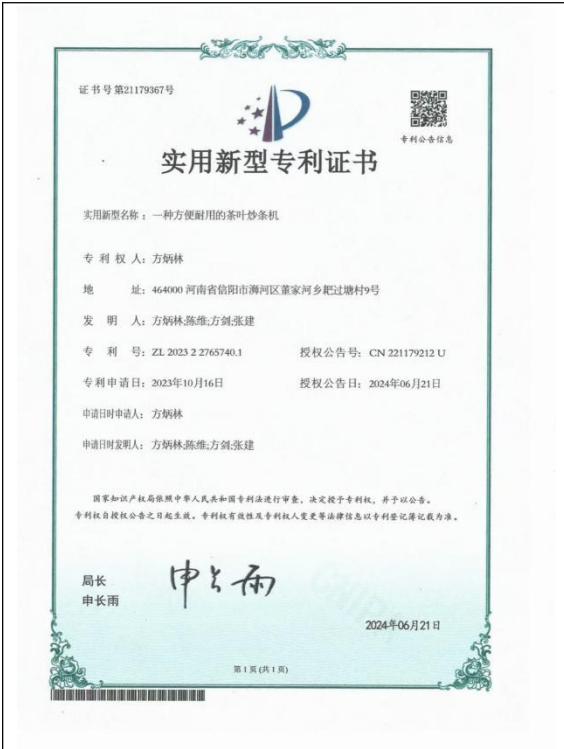 证书号第21179367号
专利公告信息
实用新型专利证书
实用新型名称：一种方便耐用的茶叶炒条机
专利权人：方炳林
地址：464000 河南省信阳市浉河区董家河乡耙过塘村9号
发明人：方炳林;陈维;方剑;张建
专利号：ZL 2023 2 2765740.1
授权公告号：CN 221179212 U
专利申请日：2023年10月16日
授权公告日：2024年06月21日
申请日时申请人：方炳林
申请日时发明人：方炳林;陈维;方剑;张建
国家知识产权局依照中华人民共和国专利法进行审查，决定授予专利权，并予以公告。
专利权自授权公告之日起生效。专利权有效性及专利权人变更等法律信息以专利登记簿记载为准。
局长
申长雨
申长雨
2024年06月21日
第 1 页 (共 1 页)